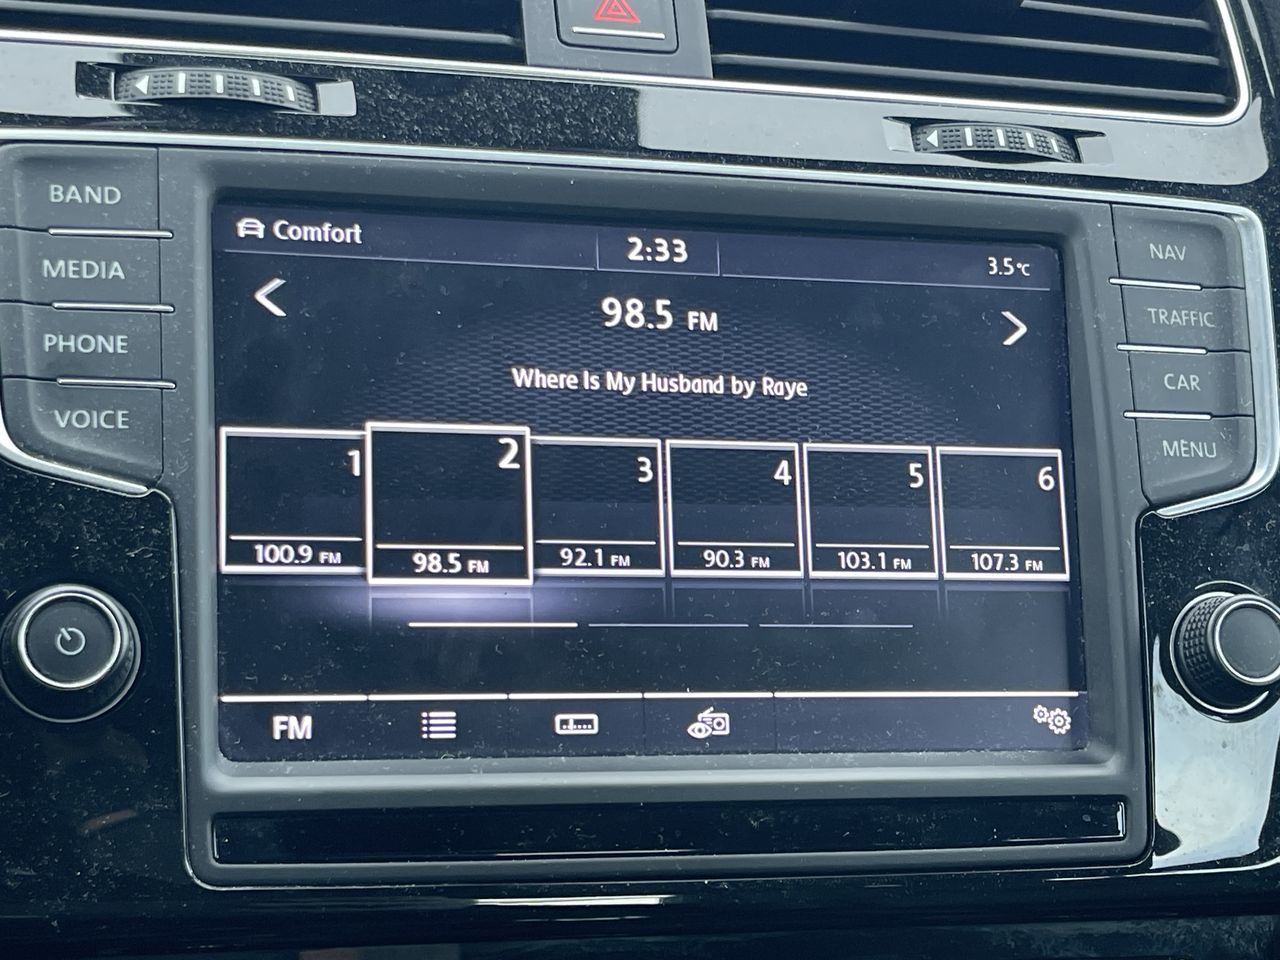 BAND
MEDIA
PHONE
VOICE
Comfort
2:33
3.5°C
98.5 FM
Where Is My Husband by Raye
1
2
3
4
5
6
100.9 FM
98.5 FM
92.1 FM
90.3 FM
103.1 FM
107.3 FM
FM
NAV
TRAFFIC
CAR
MENU